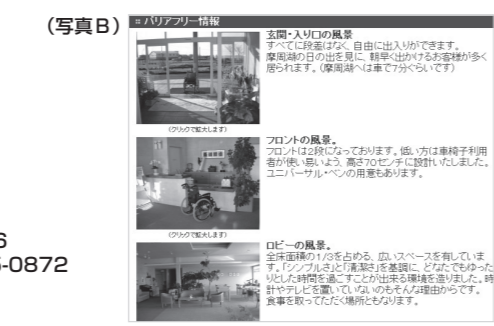 (写真B)
バリアフリー情報
玄関・入り口の風景
すべてに段差はなく、自由に出入りができます。
摩周湖の日の出を見に、朝早く出かけるお客様が多く
居られます。(摩周湖へは車で7分ぐらいです)
(クリックで拡大します)
フロントの風景。
フロントは2段になっております。低い方は車椅子利用
者が使い易いよう、高さ70センチに設計いたしました。
ユニバーサル・ペンの用意もあります。
(クリックで拡大します)
6
-0872
ロビーの風景。
全床面積の1/3を占める、広いスペースを有していま
す。「シンプルさ」と「清潔さ」を基調に、どなたでもゆった
りとした時間を過ごすことが出来る環境を造りました。時
計やテレビを置いていないのもそんな理由からです。
食事を取ってただく場所ともなります。